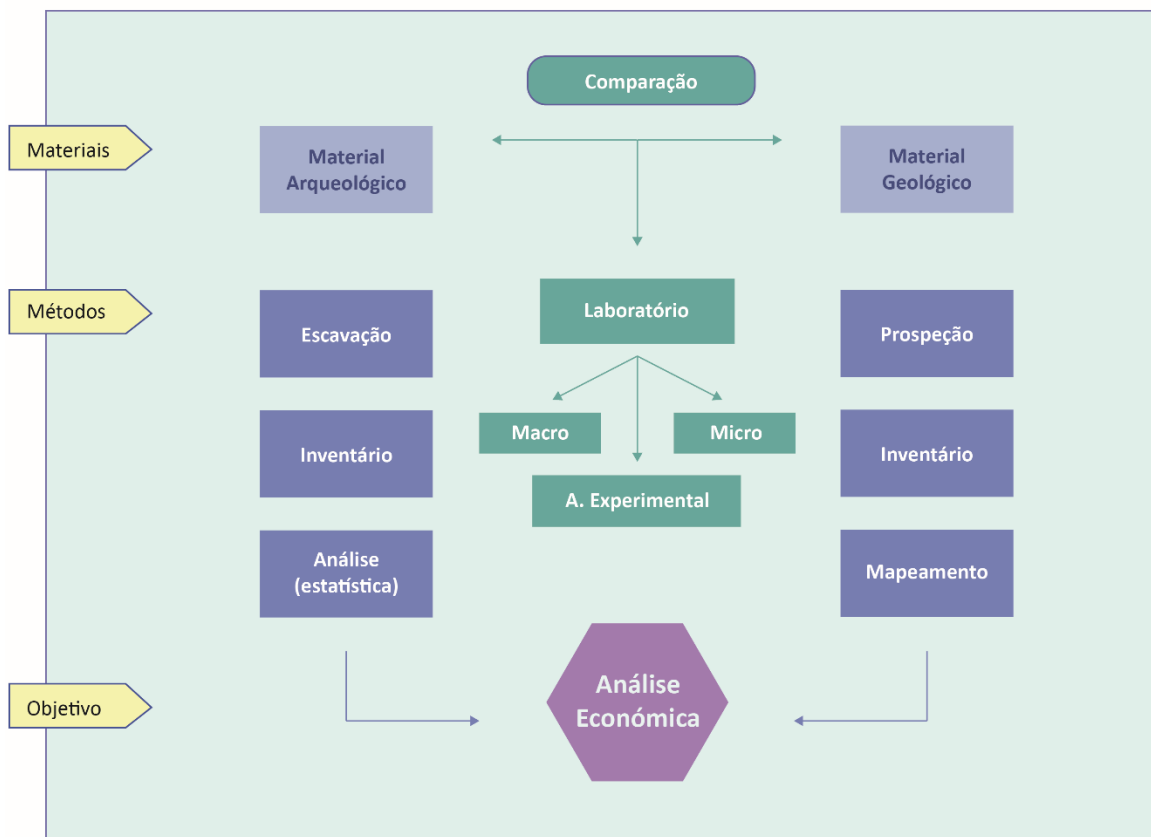 Comparação
Materiais
Material
Arqueológico
Material
Geológico
Métodos
Escavação
Laboratório
Prospeção
Inventário
Macro
Micro
Inventário
A. Experimental
Análise
(estatística)
Mapeamento
Objetivo
Análise
Económica